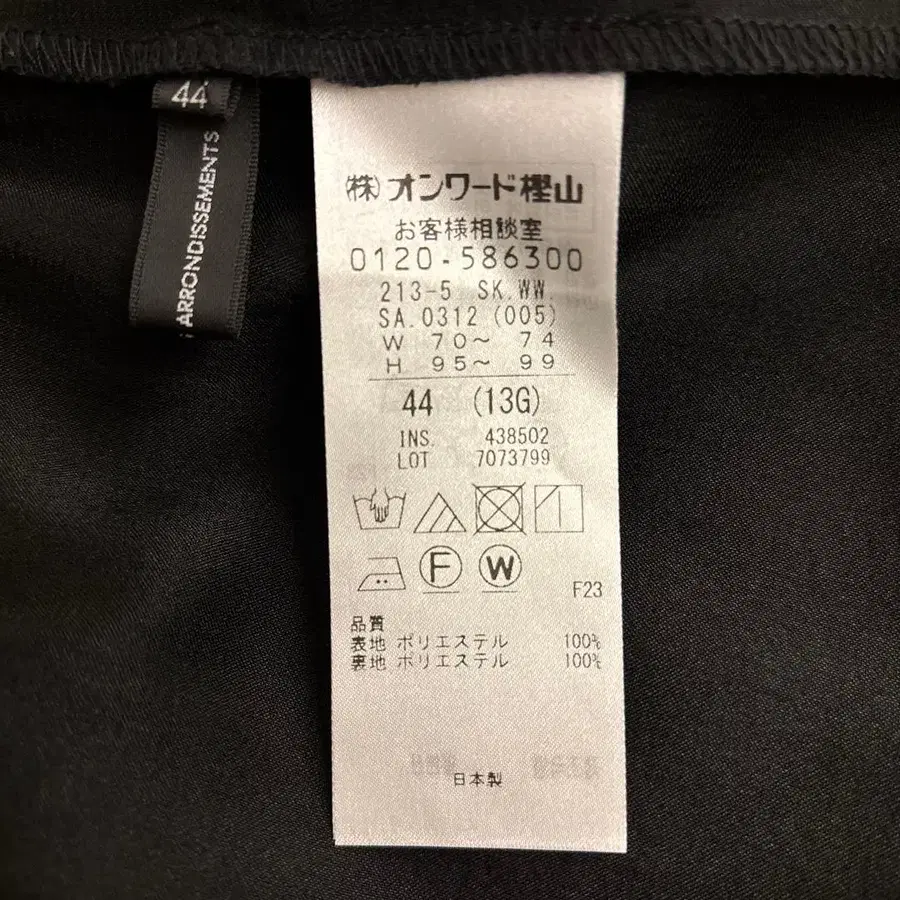 44
ARRONDISSEMENTS
(株)オンワード樫山
お客様相談室
0120-586300
213-5 SK.WW.
SA.0312 (005)
W 70～ 74
H 95～ 99
44 (13G)
INS. 438502
LOT 7073799
F
W
F23
品質
表地 ポリエステル 100%
裏地 ポリエステル 100%
日本製